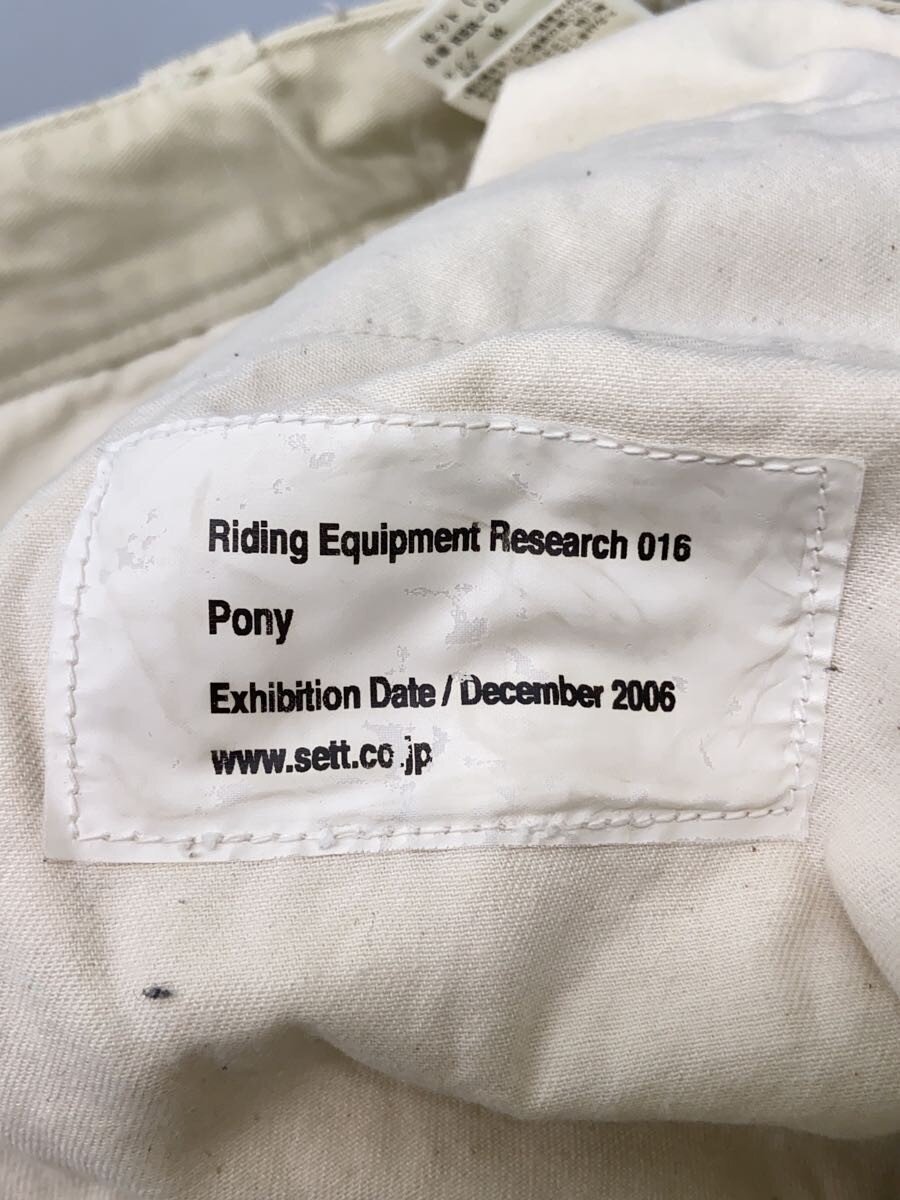 Riding Equipment Research 016
Pony
Exhibition Date / December 2006
www.sett.co.jp